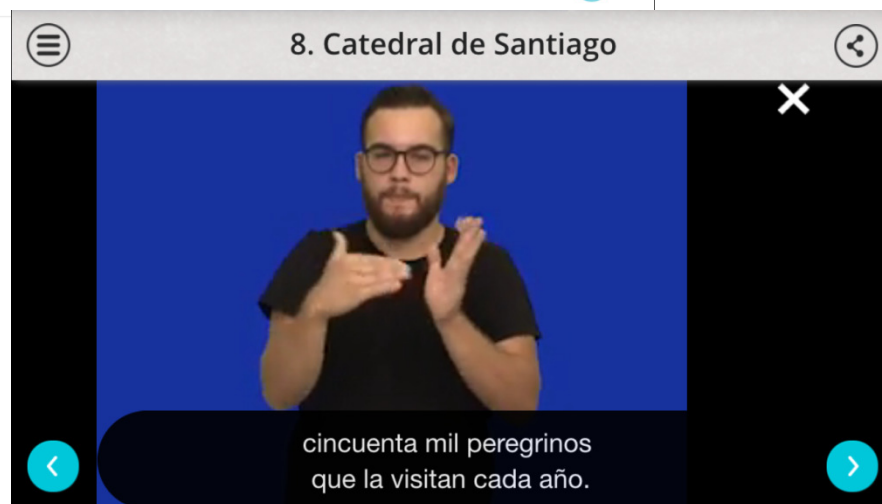 8. Catedral de Santiago
cincuenta mil peregrinos
que la visitan cada año.